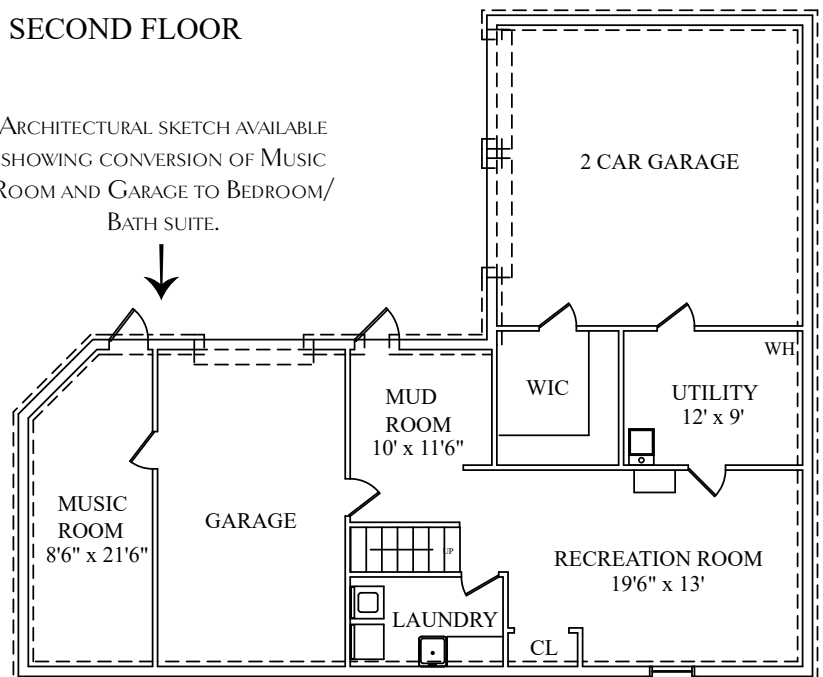 SECOND FLOOR
ARCHITECTURAL SKETCH AVAILABLE
SHOWING CONVERSION OF MUSIC
ROOM AND GARAGE TO BEDROOM/
BATH SUITE.
2 CAR GARAGE
WH
WIC
UTILITY
12' x 9'
MUD
ROOM
10' x 11'6"
MUSIC
ROOM
8'6" x 21'6"
GARAGE
UP
RECREATION ROOM
19'6" x 13'
LAUNDRY
CL